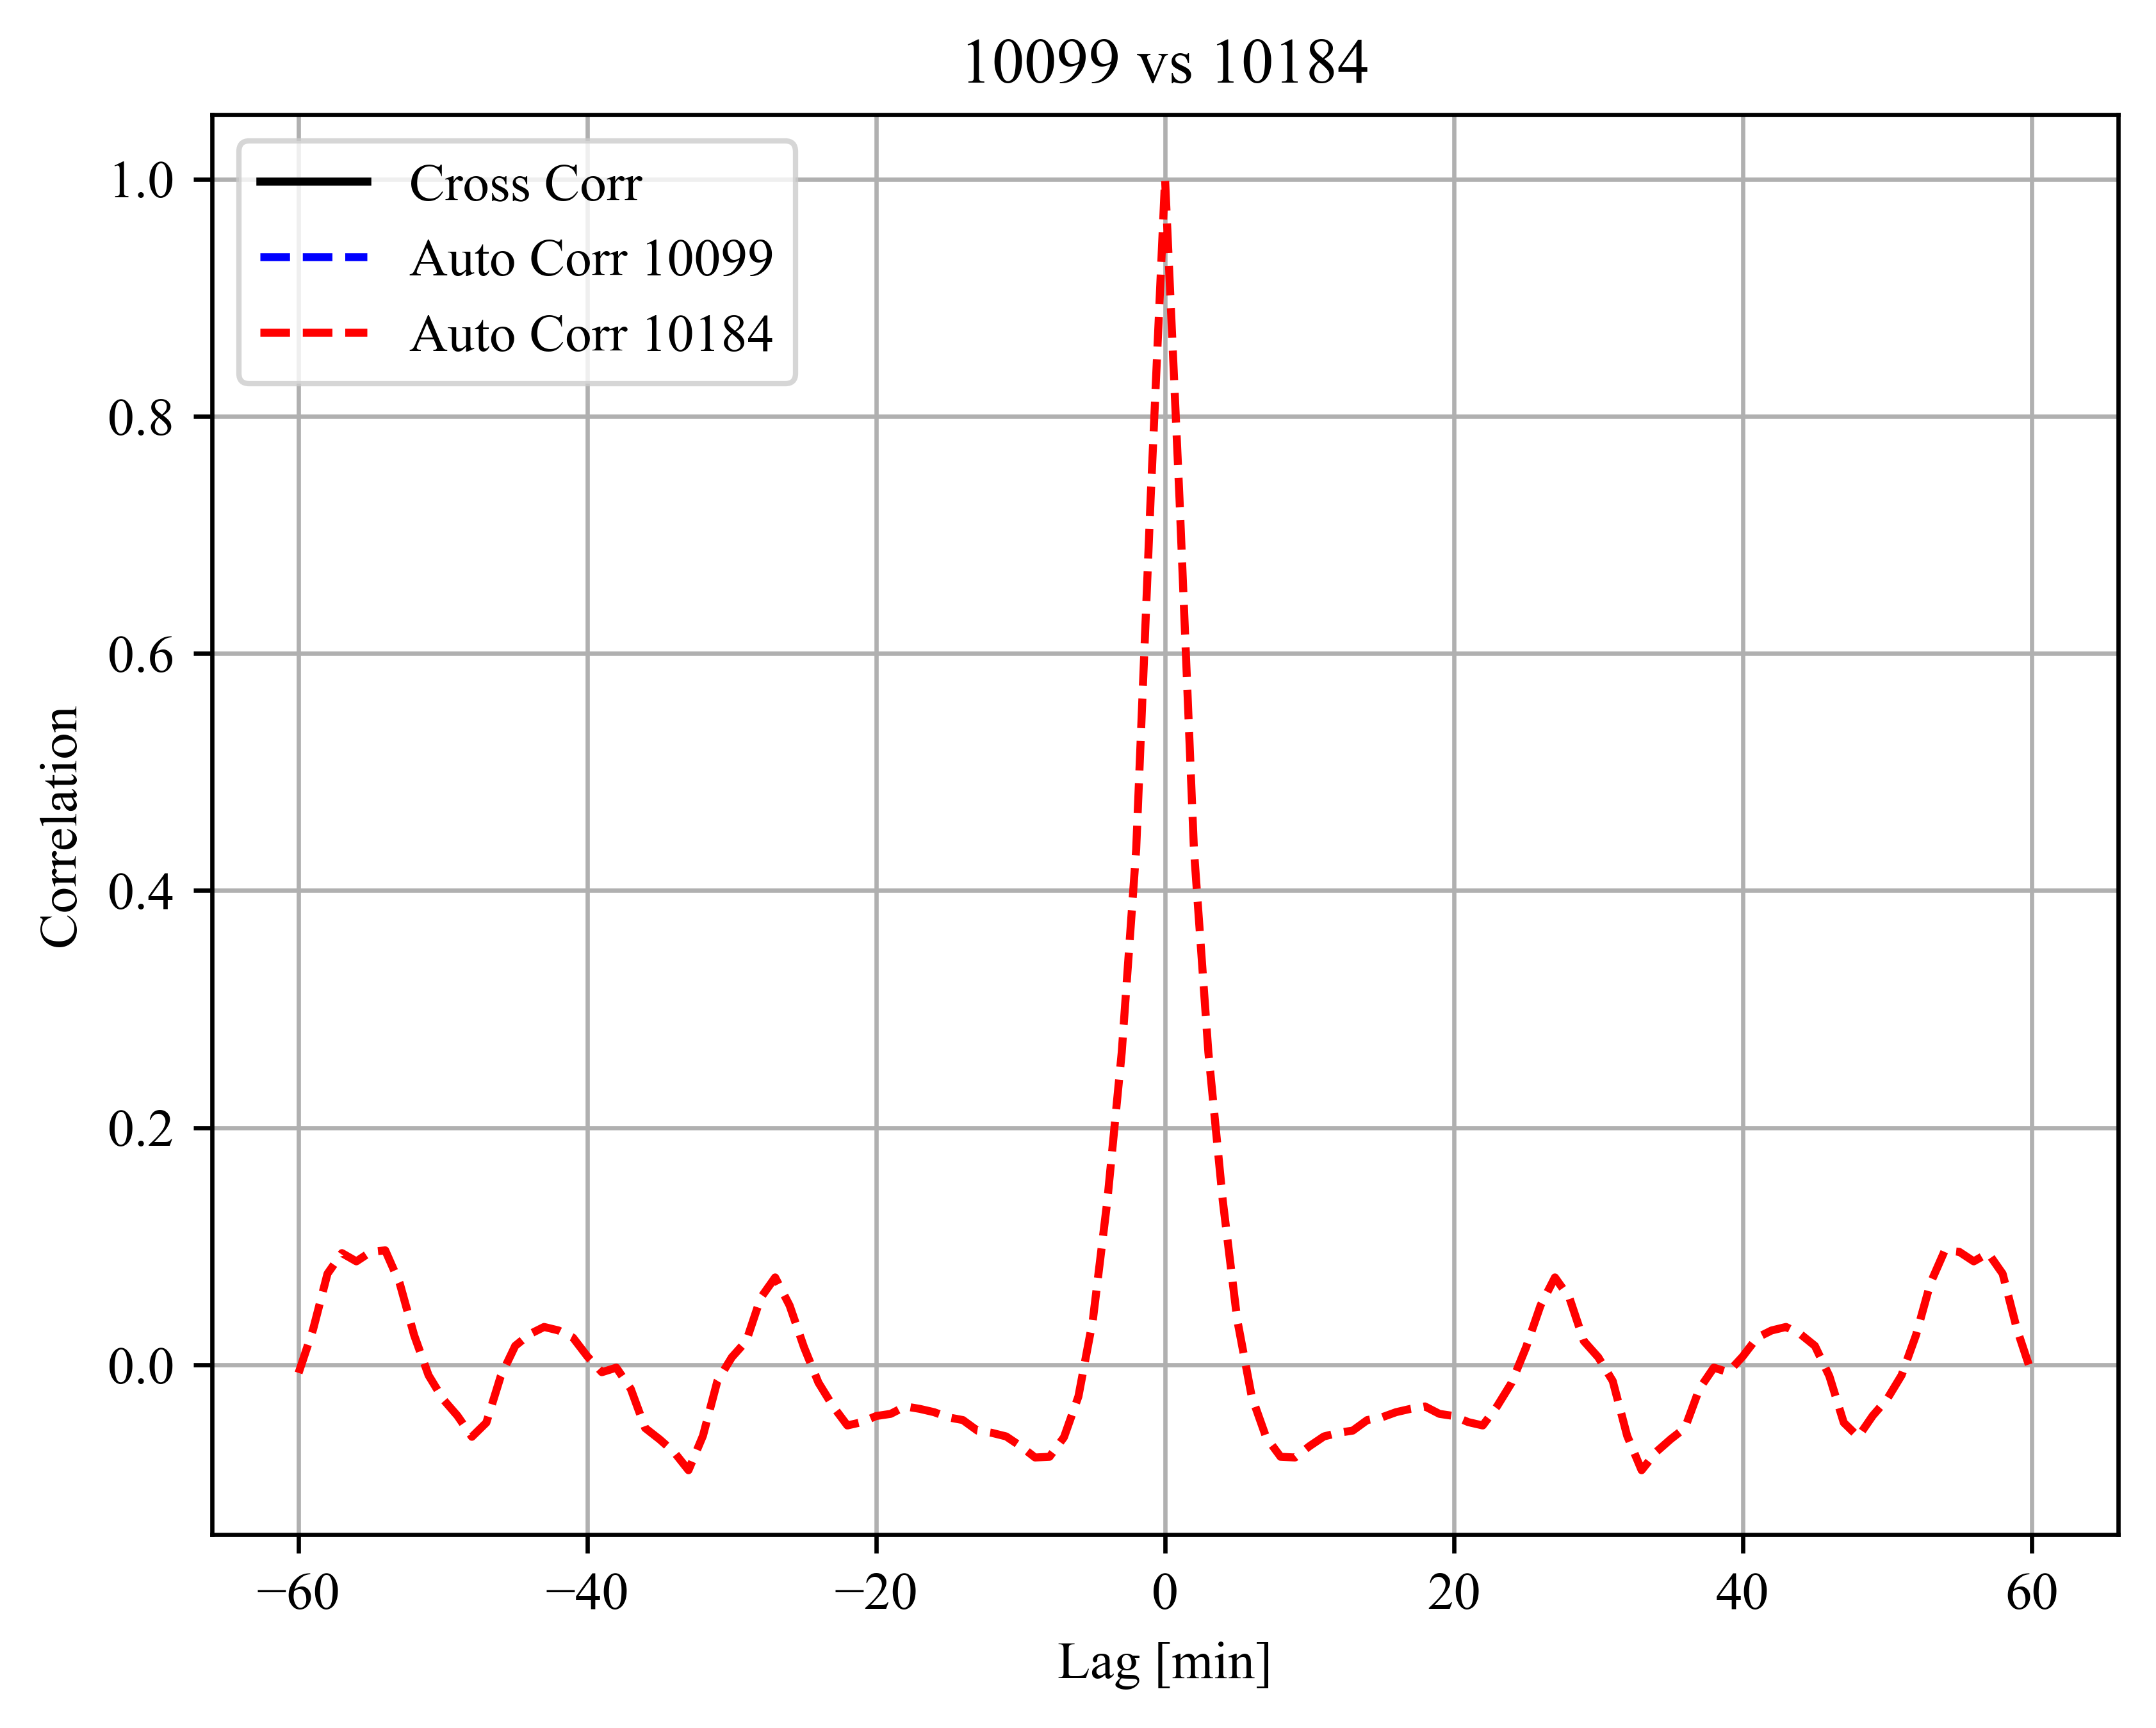 10099 vs 10184
Cross Corr
Auto Corr 10099
Auto Corr 10184
1.0
0.8
0.6
0.4
0.2
0.0
Correlation
−60
−40
−20
0
20
40
60
Lag [min]